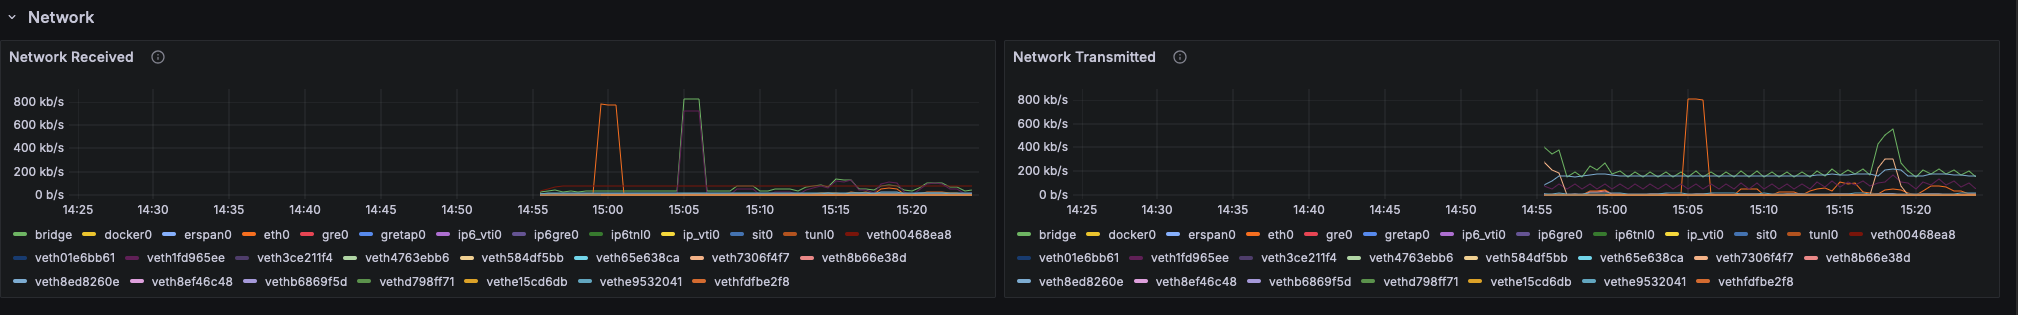 Network
Network Received
800 kb/s
600 kb/s
400 kb/s
200 kb/s
0 b/s
14:25 14:30 14:35 14:40 14:45 14:50 14:55 15:00 15:05 15:10 15:15 15:20
bridge docker0 erspan0 eth0 gre0 gretap0 ip6_vti0 ip6gre0 ip6tnl0 ip_vti0 sit0 tunl0 veth00468ea8
veth01e6bb61 veth1fd965ee veth3ce211f4 veth4763ebb6 veth584df5bb veth65e638ca veth7306f4f7 veth8b66e38d
veth8ed8260e veth8ef46c48 vethb6869f5d vethd798ff71 vethe15cd6db vethe9532041 vethfdfbe2f8
Network Transmitted
800 kb/s
600 kb/s
400 kb/s
200 kb/s
0 b/s
14:25 14:30 14:35 14:40 14:45 14:50 14:55 15:00 15:05 15:10 15:15 15:20
bridge docker0 erspan0 eth0 gre0 gretap0 ip6_vti0 ip6gre0 ip6tnl0 ip_vti0 sit0 tunl0 veth00468ea8
veth01e6bb61 veth1fd965ee veth3ce211f4 veth4763ebb6 veth584df5bb veth65e638ca veth7306f4f7 veth8b66e38d
veth8ed8260e veth8ef46c48 vethb6869f5d vethd798ff71 vethe15cd6db vethe9532041 vethfdfbe2f8